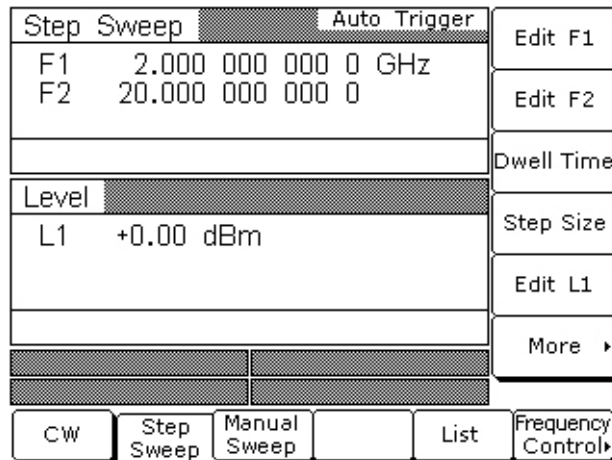 Step Sweep
Auto Trigger
F1 2.000 000 000 0 GHz
F2 20.000 000 000 0
Level
L1 +0.00 dBm
Edit F1
Edit F2
Dwell Time
Step Size
Edit L1
More
CW
Step
Sweep
Manual
Sweep
List
Frequency
Control